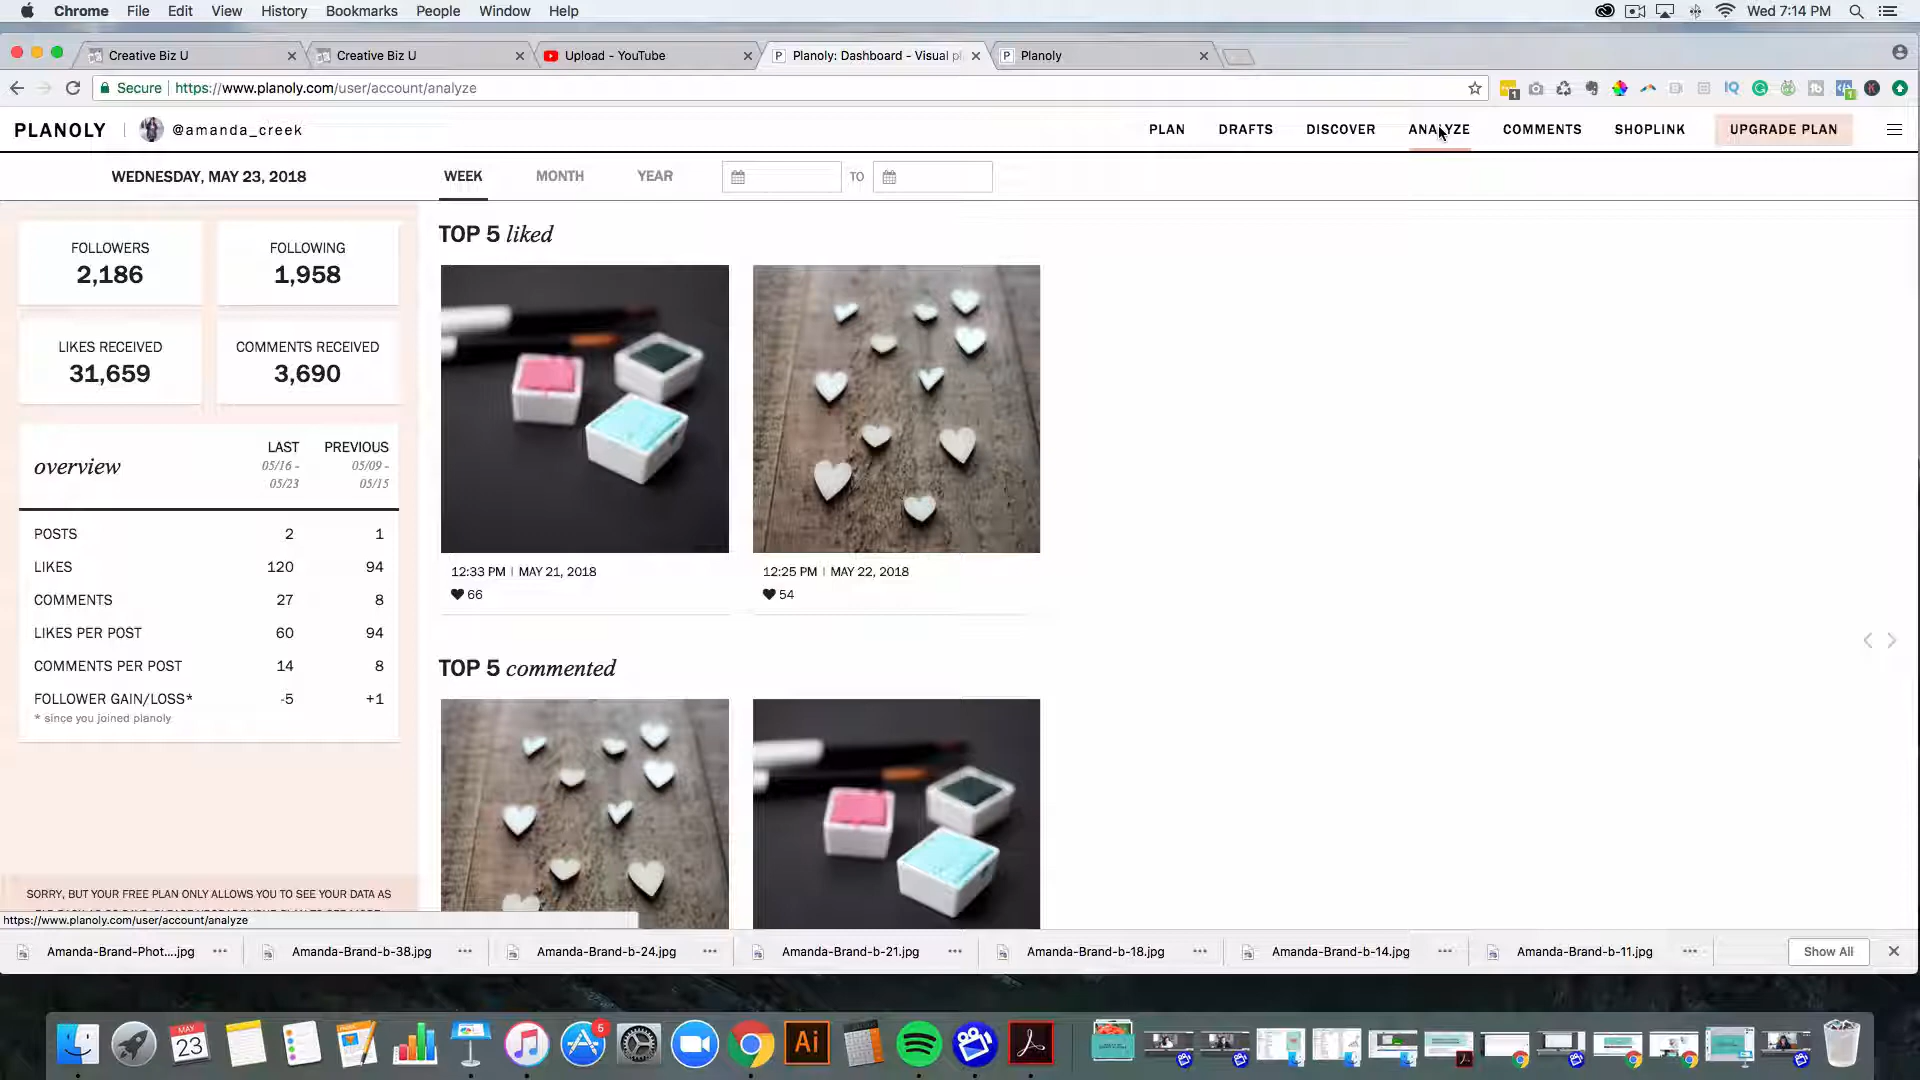 Chrome File Edit View History Bookmarks People Window Help Wed 7:14 PM
Creative Biz U Creative Biz U Upload - YouTube Planoly: Dashboard - Visual pl Planoly
Secure https://www.planoly.com/user/account/analyze
PLANOLY @amanda_creek PLAN DRAFTS DISCOVER ANALYZE COMMENTS SHOPLINK UPGRADE PLAN
WEDNESDAY, MAY 23, 2018 WEEK MONTH YEAR TO
TOP 5 liked
FOLLOWERS FOLLOWING
2,186 1,958
LIKES RECEIVED COMMENTS RECEIVED
31,659 3,690
overview LAST PREVIOUS
05/16 - 05/09 -
05/23 05/15
POSTS 2 1
LIKES 120 94
COMMENTS 27 8
LIKES PER POST 60 94
COMMENTS PER POST 14 8
FOLLOWER GAIN/LOSS* -5 +1
* since you joined planoly
12:33 PM | MAY 21, 2018 12:25 PM | MAY 22, 2018
66 54
TOP 5 commented
SORRY, BUT YOUR FREE PLAN ONLY ALLOWS YOU TO SEE YOUR DATA AS
https://www.planoly.com/user/account/analyze
Amanda-Brand-Phot....jpg Amanda-Brand-b-38.jpg Amanda-Brand-b-24.jpg Amanda-Brand-b-21.jpg Amanda-Brand-b-18.jpg Amanda-Brand-b-14.jpg Amanda-Brand-b-11.jpg Show All
MAY
23
5
Ai